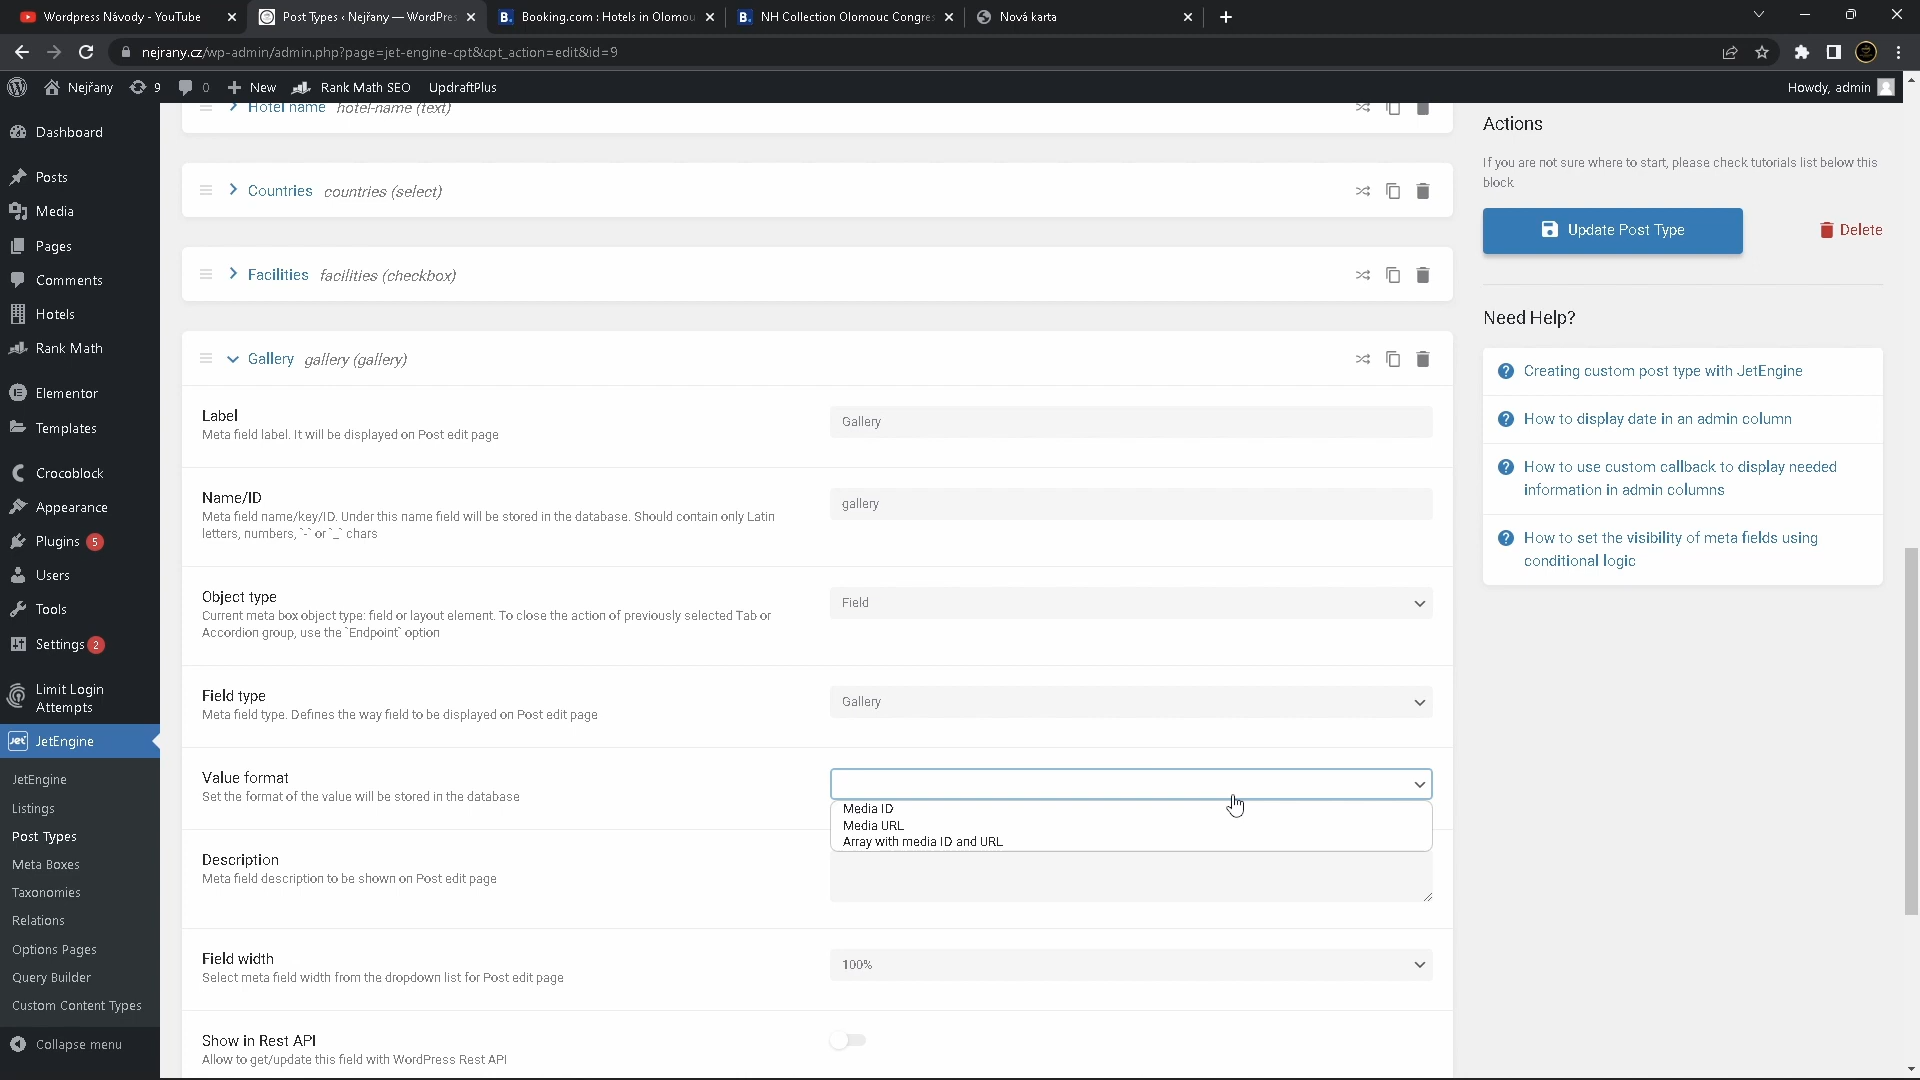 Wordpress Návody - YouTube
Post Types ‹ Nejřany — WordPres
Booking.com : Hotels in Olomou
NH Collection Olomouc Congres
Nová karta
nejrany.cz/wp-admin/admin.php?page=jet-engine-cpt&cpt_action=edit&id=9
Nejřany
9
0
New
Rank Math SEO
UpdraftPlus
Howdy, admin
Dashboard
Posts
Media
Pages
Comments
Hotels
Rank Math
Elementor
Templates
Crocoblock
Appearance
Plugins 5
Users
Tools
Settings 2
Limit Login
Attempts
JetEngine
JetEngine
Listings
Post Types
Meta Boxes
Taxonomies
Relations
Options Pages
Query Builder
Custom Content Types
Collapse menu
Hotel name hotel-name (text)
Countries countries (select)
Facilities facilities (checkbox)
Gallery gallery (gallery)
Label
Meta field label. It will be displayed on Post edit page
Gallery
Name/ID
Meta field name/key/ID. Under this name field will be stored in the database. Should contain only Latin
letters, numbers, `-` or `_` chars
gallery
Object type
Current meta box object type: field or layout element. To close the action of previously selected Tab or
Accordion group, use the `Endpoint` option
Field
Field type
Meta field type. Defines the way field to be displayed on Post edit page
Gallery
Value format
Set the format of the value will be stored in the database
Media ID
Media URL
Array with media ID and URL
Description
Meta field description to be shown on Post edit page
Field width
Select meta field width from the dropdown list for Post edit page
100%
Show in Rest API
Allow to get/update this field with WordPress Rest API
Actions
If you are not sure where to start, please check tutorials list below this
block
Update Post Type
Delete
Need Help?
Creating custom post type with JetEngine
How to display date in an admin column
How to use custom callback to display needed
information in admin columns
How to set the visibility of meta fields using
conditional logic